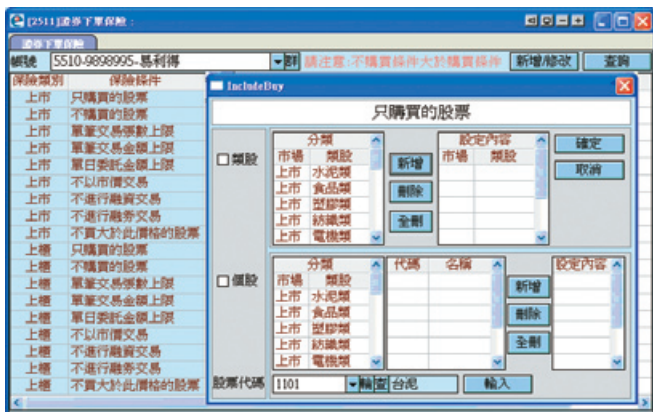 [2511]證券下單保險：
證券下單保險
帳號 5510-9898995-易利得 群 請注意:不購買條件大於購買條件 新增/修改 查詢
保險類別 保險條件
上市 只購買的股票
上市 不購買的股票
上市 單筆交易張數上限
上市 單筆交易金額上限
上市 單日委託金額上限
上市 不以市價交易
上市 不進行融資交易
上市 不進行融券交易
上市 不買大於此價格的股票
上櫃 只購買的股票
上櫃 不購買的股票
上櫃 單筆交易張數上限
上櫃 單筆交易金額上限
上櫃 單日委託金額上限
上櫃 不以市價交易
上櫃 不進行融資交易
上櫃 不進行融券交易
上櫃 不買大於此價格的股票
IncludeBuy
只購買的股票
類股
分類
市場 類股
上市 水泥類
上市 食品類
上市 塑膠類
上市 紡織類
上市 電機類
新增
刪除
全刪
設定內容
市場 類股
確定
取消
個股
分類
市場 類股
上市 水泥類
上市 食品類
上市 塑膠類
上市 紡織類
上市 電機類
代碼 名稱
新增
刪除
全刪
設定內容
股票代碼 1101 輪 查 台泥 輸入